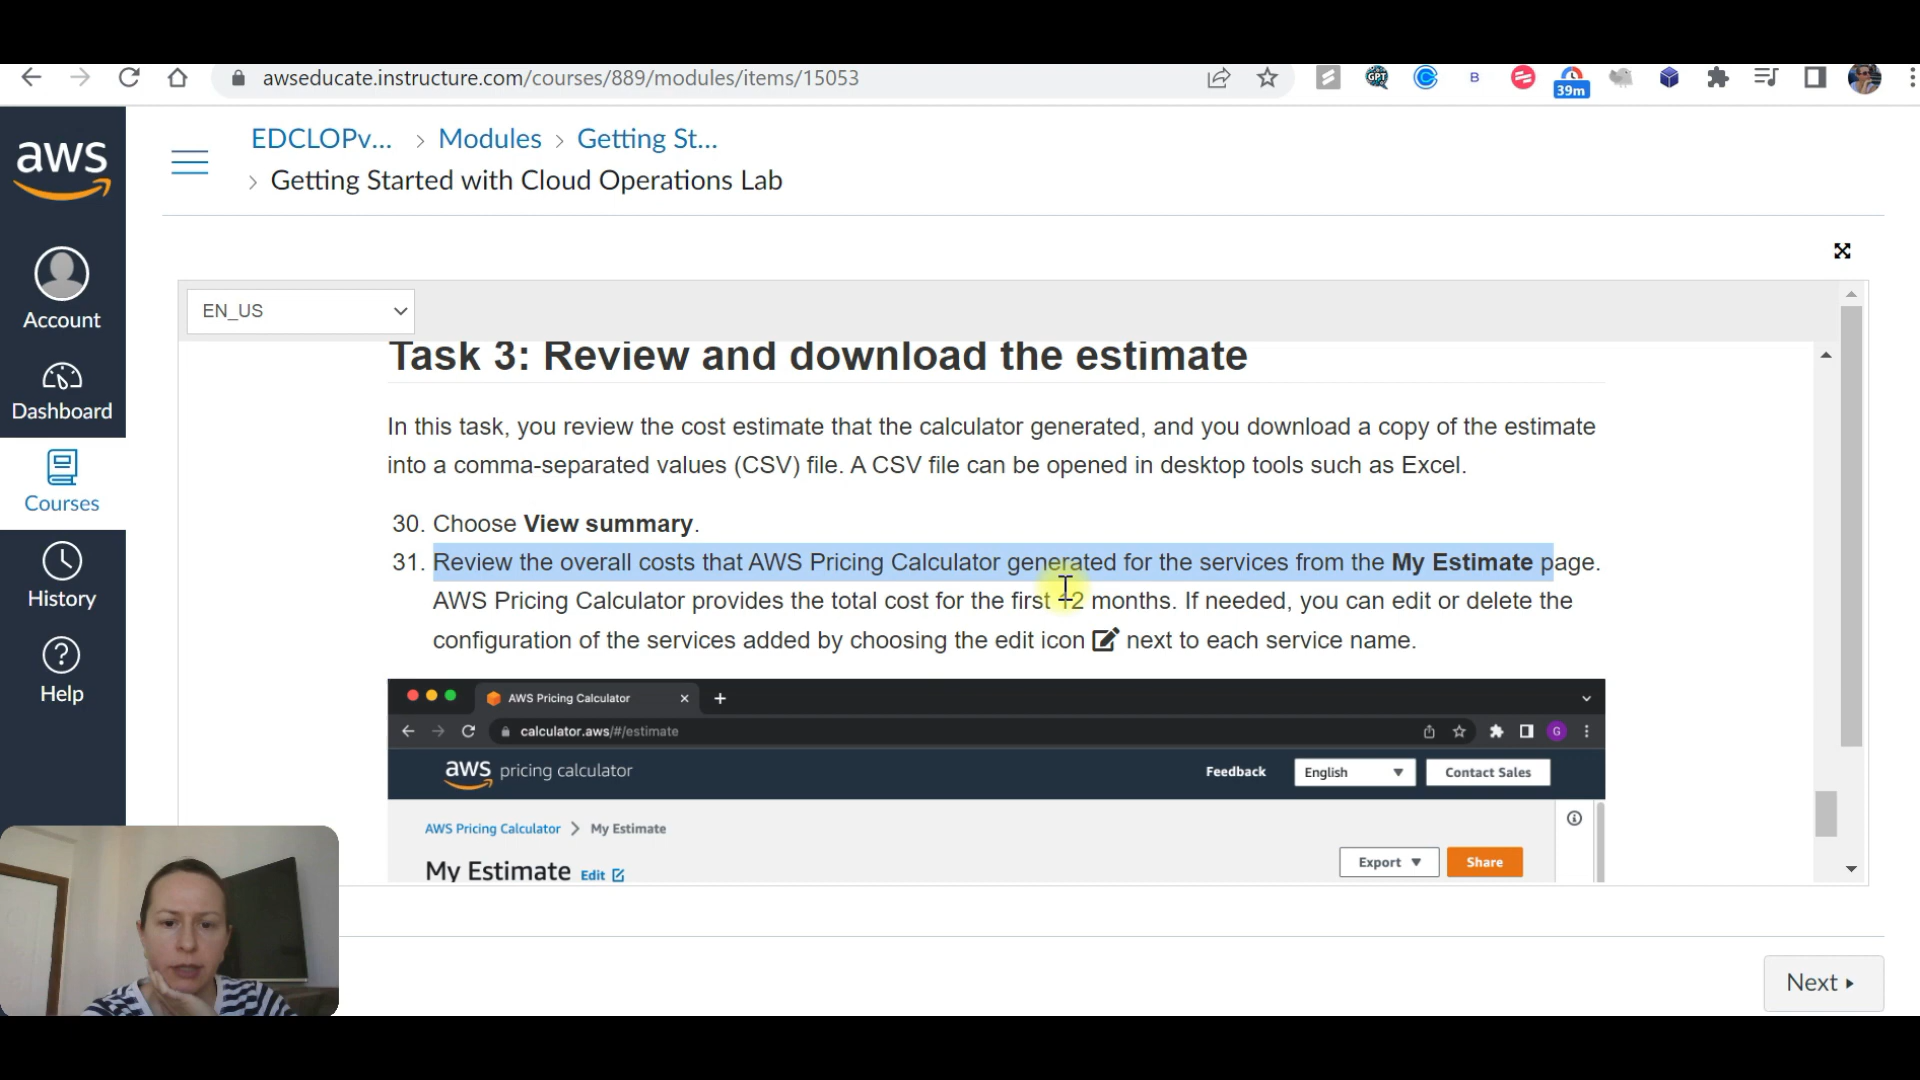 awseducate.instructure.com/courses/889/modules/items/15053
GPT
B
39m
aws
EDCLOPv... > Modules > Getting St...
> Getting Started with Cloud Operations Lab
Account
Dashboard
Courses
History
Help
EN_US
Task 3: Review and download the estimate
In this task, you review the cost estimate that the calculator generated, and you download a copy of the estimate
into a comma-separated values (CSV) file. A CSV file can be opened in desktop tools such as Excel.
30. Choose View summary.
31. Review the overall costs that AWS Pricing Calculator generated for the services from the My Estimate page.
AWS Pricing Calculator provides the total cost for the first 12 months. If needed, you can edit or delete the
configuration of the services added by choosing the edit icon next to each service name.
AWS Pricing Calculator
calculator.aws/#/estimate
G
aws pricing calculator
Feedback
English
Contact Sales
AWS Pricing Calculator > My Estimate
My Estimate Edit
Export
Share
Next